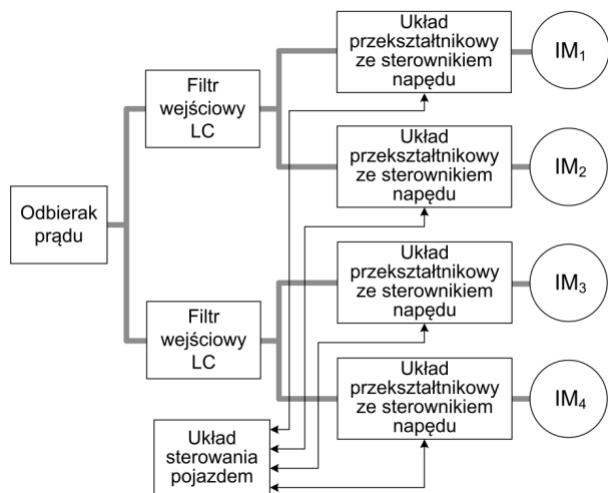 Układ
przekształtnikowy
ze sterownikiem
napędu
IM₁
Filtr
wejściowy
LC
Układ
przekształtnikowy
ze sterownikiem
napędu
IM₂
Odbierak
prądu
Układ
przekształtnikowy
ze sterownikiem
napędu
IM₃
Filtr
wejściowy
LC
Układ
przekształtnikowy
ze sterownikiem
napędu
IM₄
Układ
sterowania
pojazdem